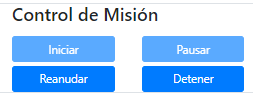 Control de Misión
Iniciar Pausar
Reanudar Detener